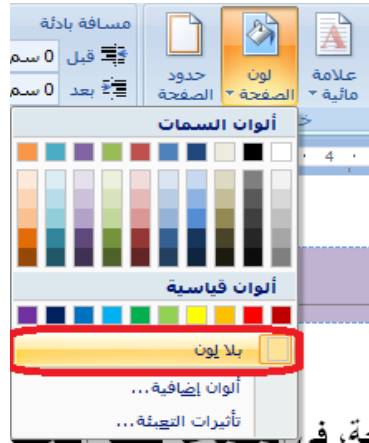 علامة مائية
لون الصفحة
حدود الصفحة
مسافة بادئة
قبل 0 سم
بعد 0 سم
ألوان السمات
4
ألوان قياسية
بلا لون
ألوان إضافية...
تأثيرات التعبئة...